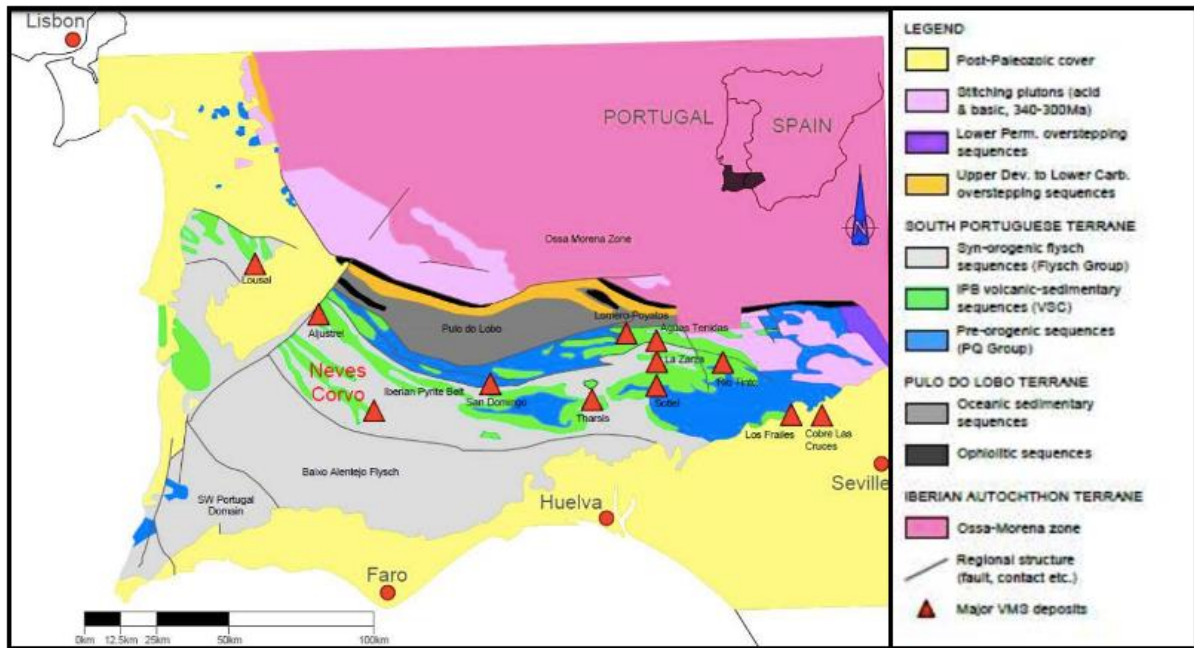 Lisbon
PORTUGAL
SPAIN
N
Ossa Morena Zone
Lousal
Pulo do Lobo
Lomero-Poyatos
Aljustrel
Aguas Tenidas
La Zarza
Rio Tinto
Neves
Corvo
Iberian Pyrite Belt
San Domingo
Sotiel
Tharsis
Los Frailes
Cobre Las
Cruces
Baixo Alentejo Flysch
Seville
SW Portugal
Domain
Huelva
Faro
0km 12.5km 25km 50km 100km
LEGEND
Post-Paleozoic cover
Stitching plutons (acid
& basic, 340-300Ma)
Lower Perm. overstepping
sequences
Upper Dev. to Lower Carb.
overstepping sequences
SOUTH PORTUGUESE TERRANE
Syn-orogenic flysch
sequences (Flysch Group)
IPB volcanic-sedimentary
sequences (VSC)
Pre-orogenic sequences
(PQ Group)
PULO DO LOBO TERRANE
Oceanic sedimentary
sequences
Ophiolitic sequences
IBERIAN AUTOCHTHON TERRANE
Ossa-Morena zone
Regional structure
(fault, contact etc.)
Major VMS deposits